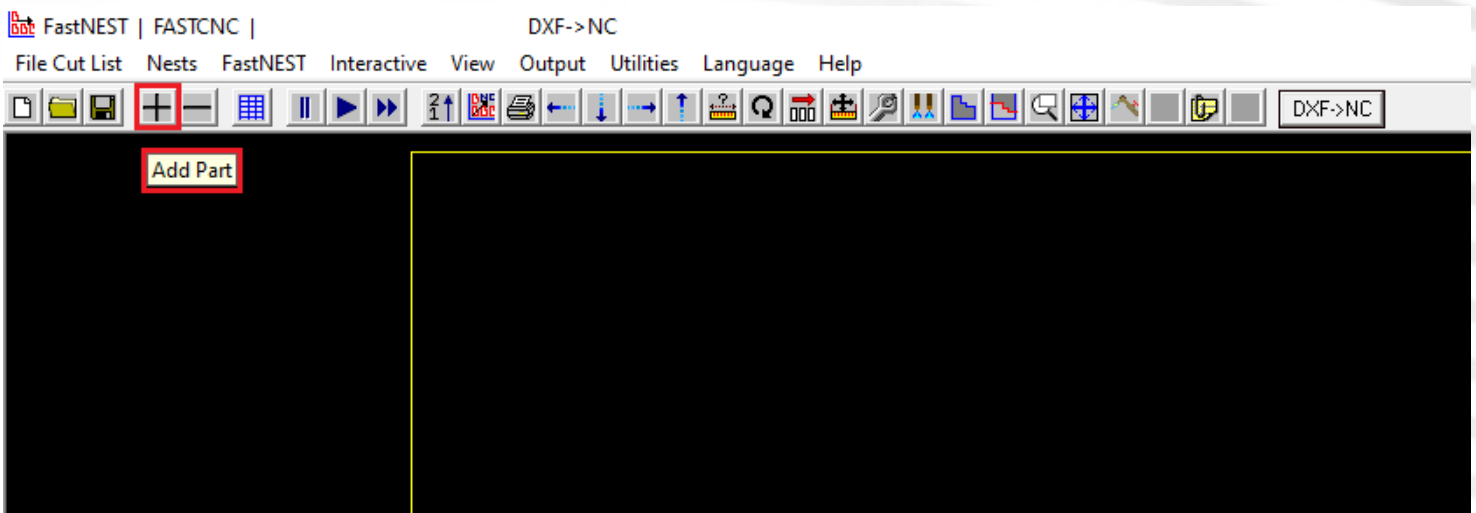 FastNEST | FASTCNC | DXF->NC
File Cut List Nests FastNEST Interactive View Output Utilities Language Help
DXF->NC
Add Part